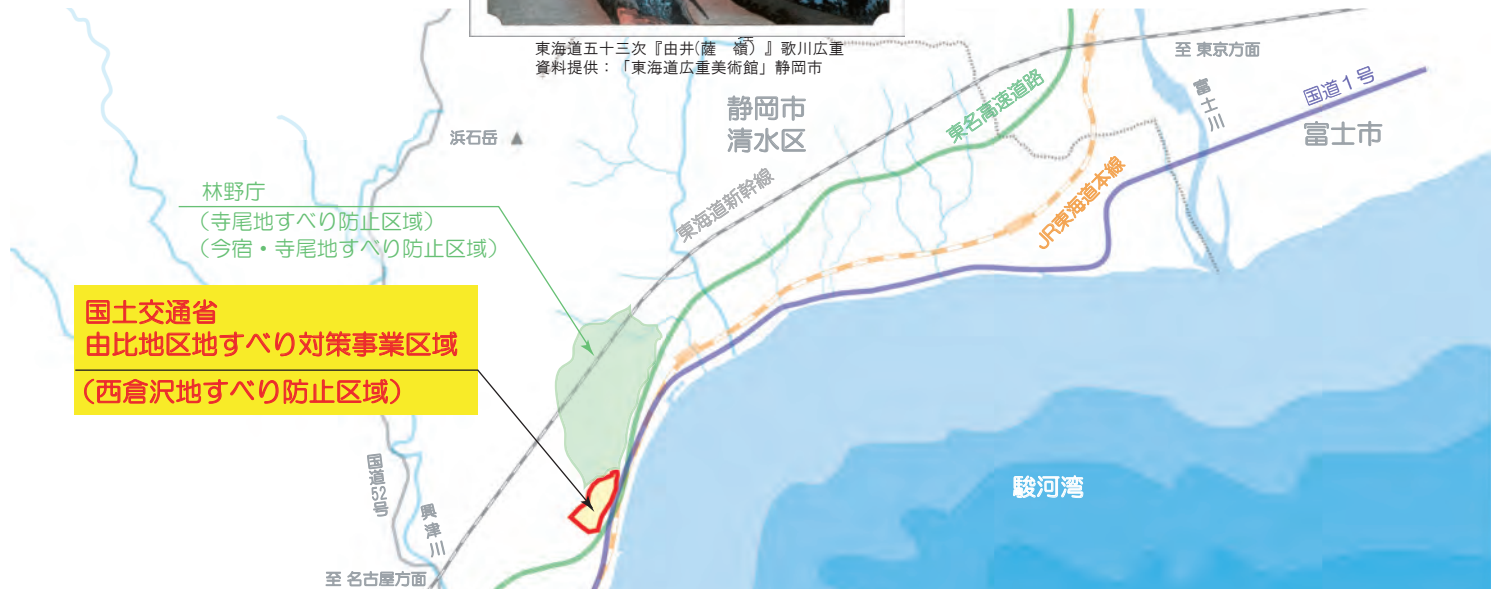 東海道五十三次『由井(薩　嶺)』歌川広重
資料提供：「東海道広重美術館」静岡市
至 東京方面
国道１号
東名高速道路
富士川
静岡市
清水区
富士市
浜石岳
林野庁
（寺尾地すべり防止区域）
（今宿・寺尾地すべり防止区域）
東海道新幹線
JR東海道本線
国土交通省
由比地区地すべり対策事業区域
（西倉沢地すべり防止区域）
国道52号
興津川
駿河湾
至 名古屋方面